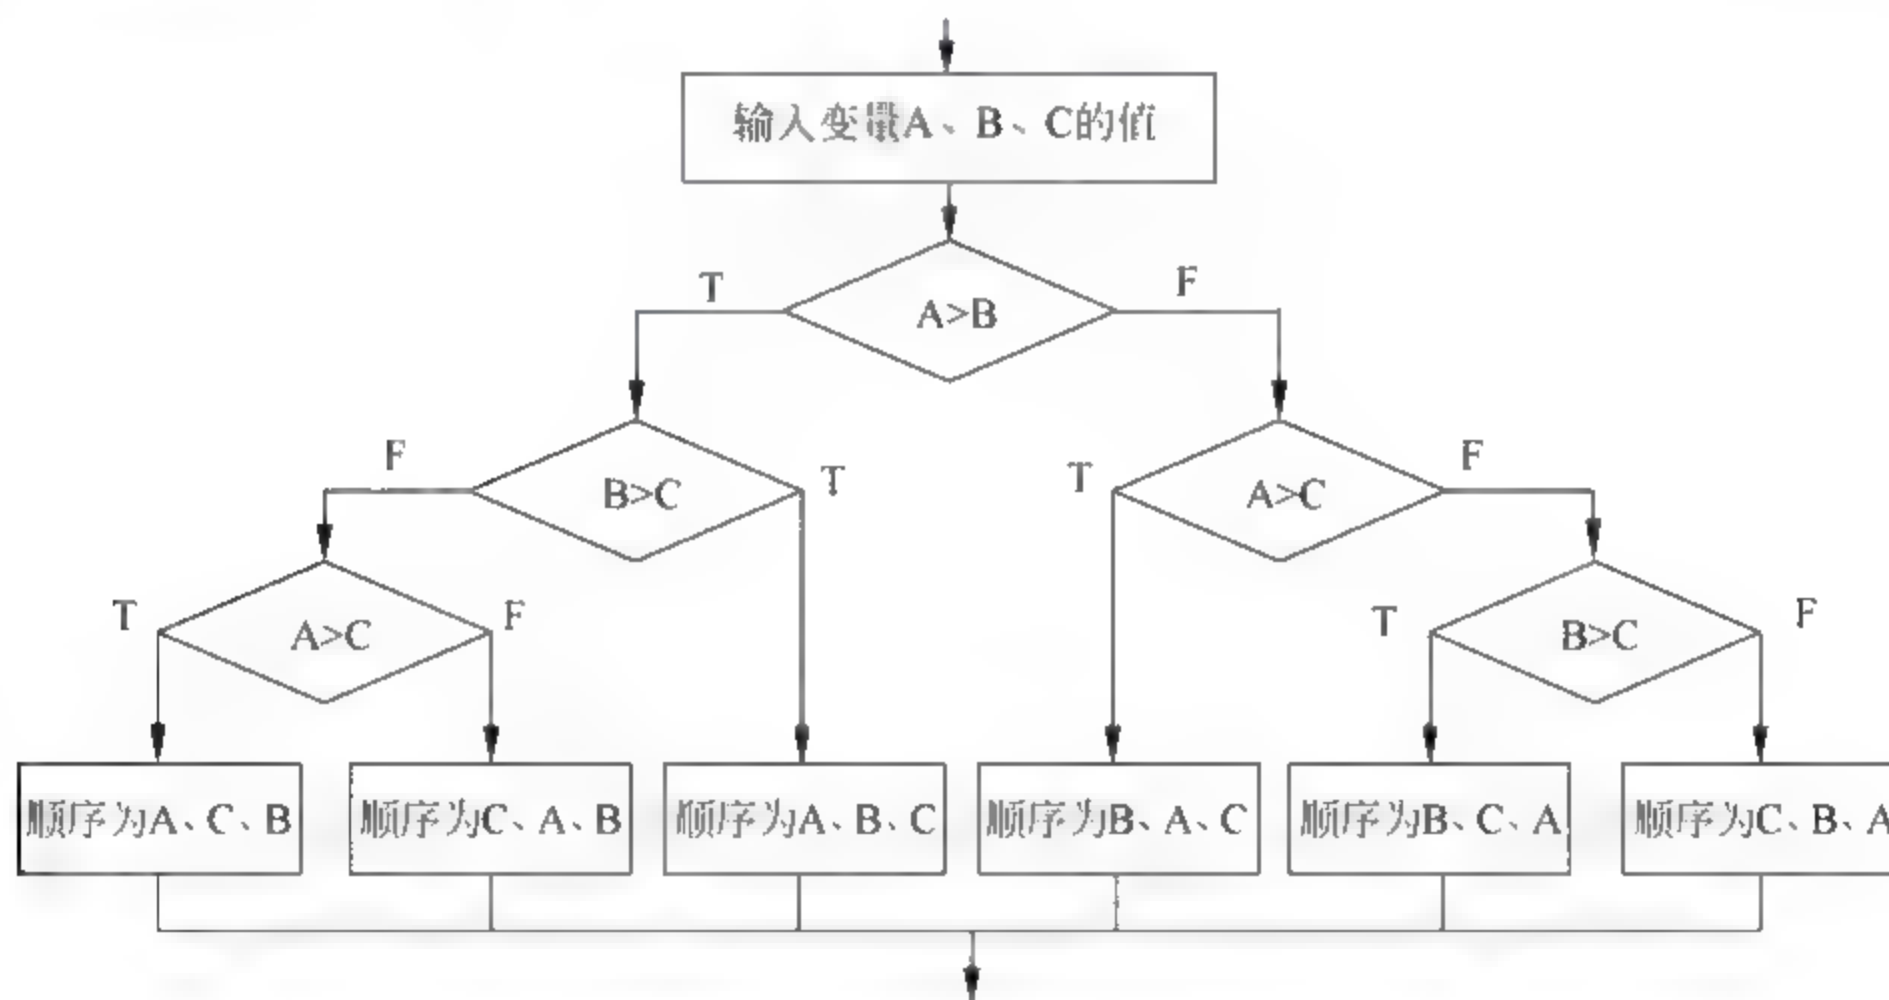 输入变量A、B、C的值
T
A>B
F
F
B>C
T
T
A>C
F
T
A>C
F
T
B>C
F
顺序为A、C、B
顺序为C、A、B
顺序为A、B、C
顺序为B、A、C
顺序为B、C、A
顺序为C、B、A